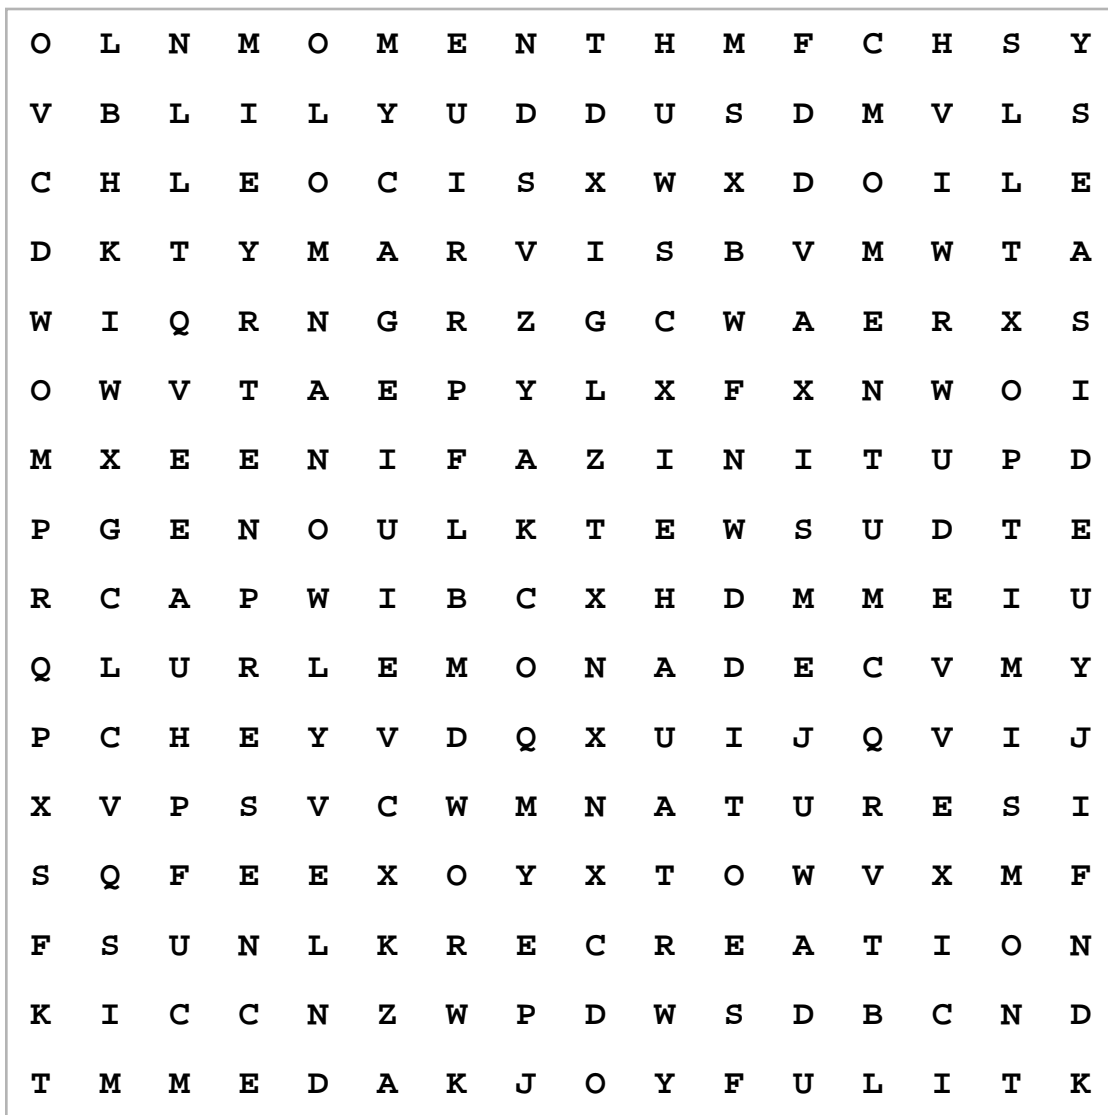 O L N M O M E N T H M F C H S Y
V B L I L Y U D D U S D M V L S
C H L E O C I S X W X D O I L E
D K T Y M A R V I S B V M W T A
W I Q R N G R Z G C W A E R X S
O W V T A E P Y L X F X N W O I
M X E E N I F A Z I N I T U P D
P G E N O U L K T E W S U D T E
R C A P W I B C X H D M M E I U
Q L U R L E M O N A D E C V M Y
P C H E Y V D Q X U I J Q V I J
X V P S V C W M N A T U R E S I
S Q F E E X O Y X T O W V X M F
F S U N L K R E C R E A T I O N
K I C C N Z W P D W S D B C N D
T M M E D A K J O Y F U L I T K